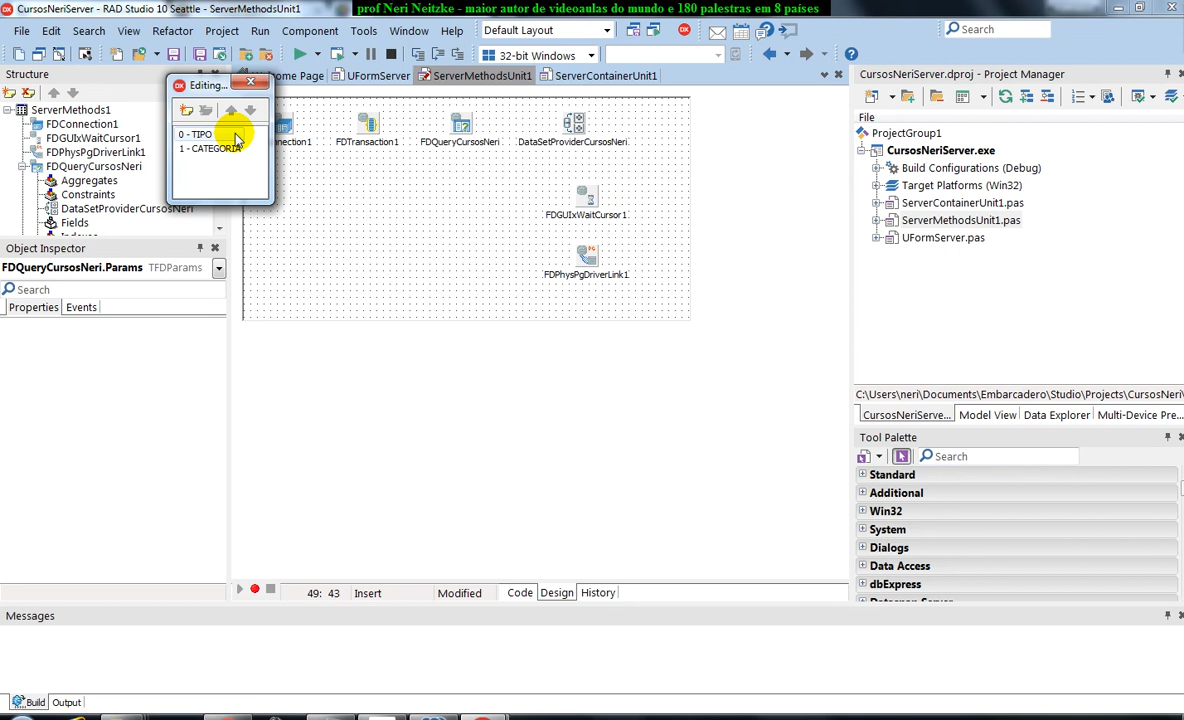 CursosNeriServer - RAD Studio 10 Seattle - ServerMethodsUnit1
prof Neri Neitzke - maior autor de videoaulas do mundo e 180 palestras em 8 países
File Edit Search View Refactor Project Run Component Tools Window Help
Default Layout
Search
32-bit Windows
Structure
Editing...
ome Page
UFormServer
ServerMethodsUnit1
ServerContainerUnit1
CursosNeriServer.dproj - Project Manager
File
0 - TIPO
1 - CATEGORIA
ServerMethods1
FDConnection1
FDGUIxWaitCursor1
FDPhysPgDriverLink1
FDQueryCursosNeri
Aggregates
Constraints
DataSetProviderCursosNeri
Fields
nnection1
FDTransaction1
FDQueryCursosNeri
DataSetProviderCursosNeri
FDGUIxWaitCursor1
FDPhysPgDriverLink1
ProjectGroup1
CursosNeriServer.exe
Build Configurations (Debug)
Target Platforms (Win32)
ServerContainerUnit1.pas
ServerMethodsUnit1.pas
UFormServer.pas
Object Inspector
FDQueryCursosNeri.Params TFDParams
Search
Properties
Events
C:\Users\neri\Documents\Embarcadero\Studio\Projects\CursosNeri\
CursosNeriServe...
Model View
Data Explorer
Multi-Device Pre...
Tool Palette
Search
Standard
Additional
Win32
System
Dialogs
Data Access
dbExpress
49: 43
Insert
Modified
Code
Design
History
Messages
Build
Output